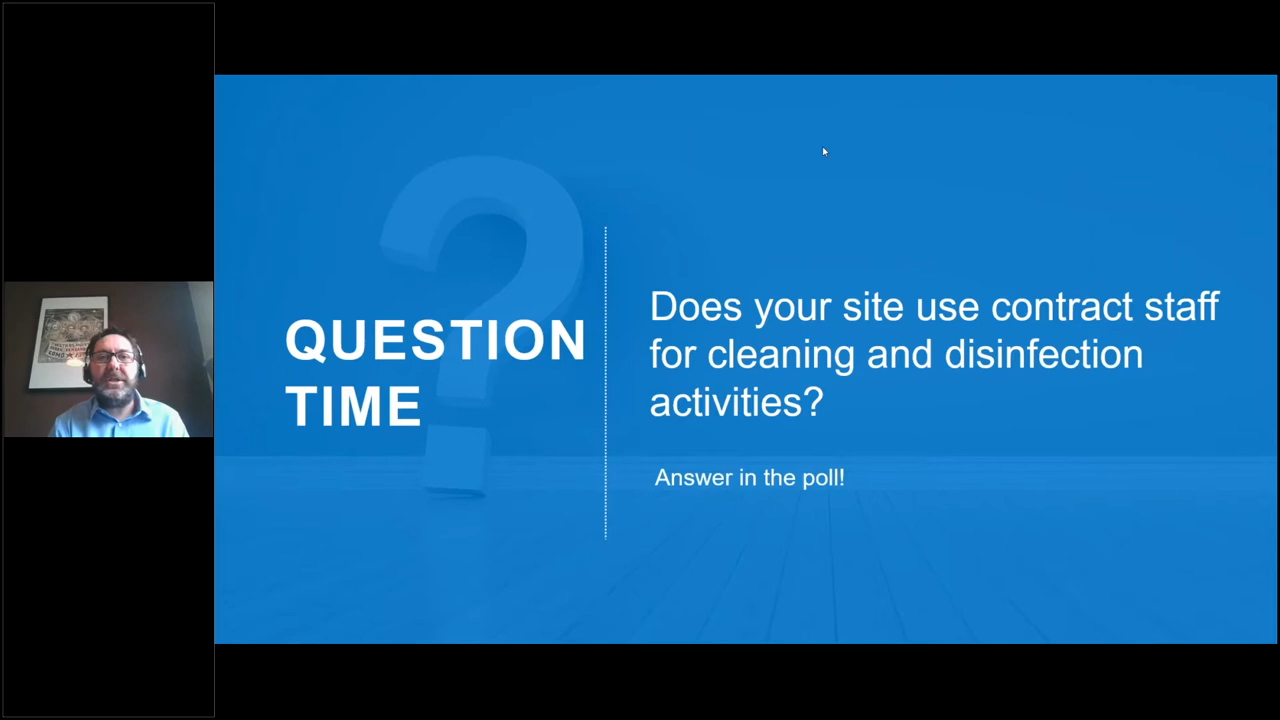 QUESTION
TIME
Does your site use contract staff
for cleaning and disinfection
activities?
Answer in the poll!